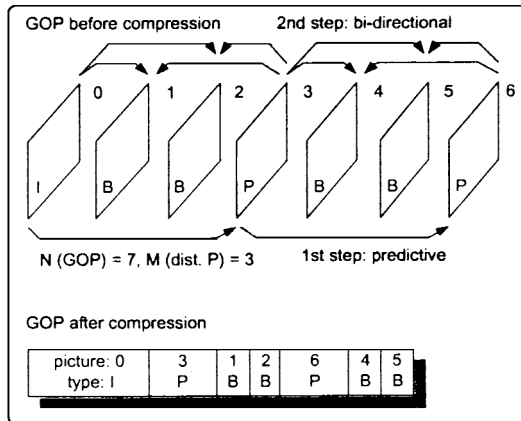 GOP before compression
2nd step: bi-directional
0 1 2 3 4 5 6
I B B P B B P
N (GOP) = 7, M (dist. P) = 3
1st step: predictive
GOP after compression
picture: 0 3 1 2 6 4 5
type: I P B B P B B